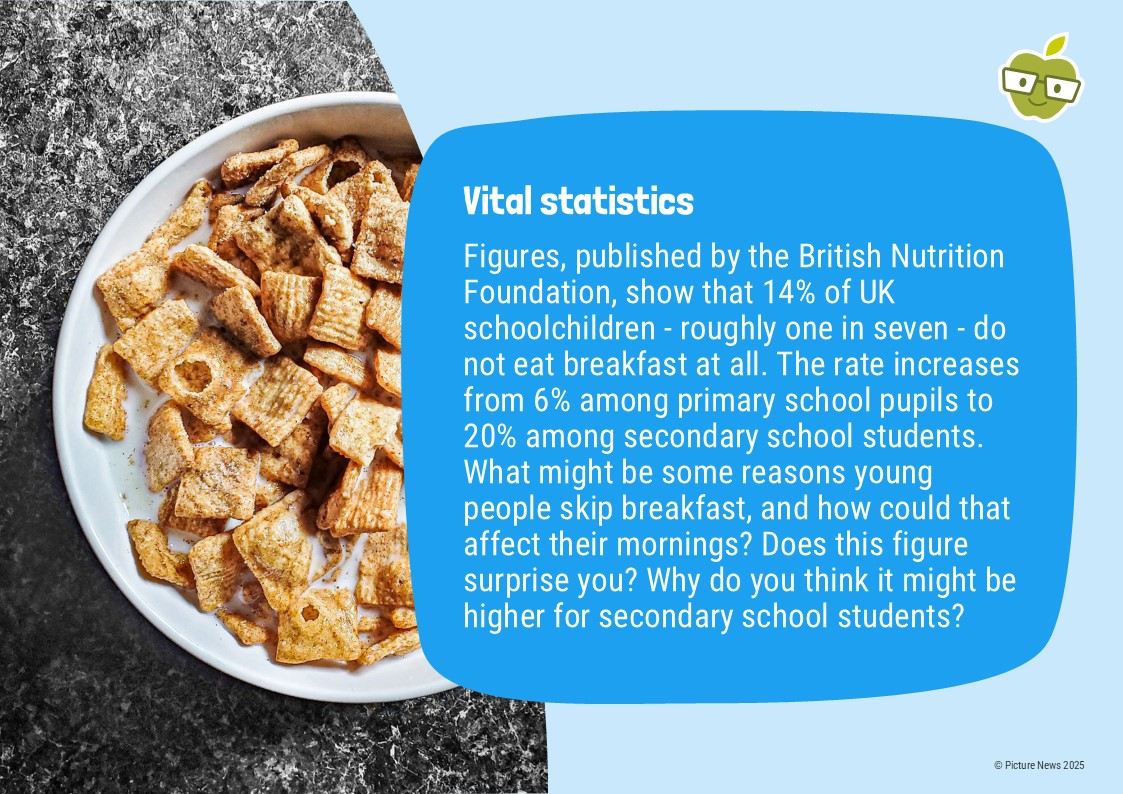 Vital statistics
Figures, published by the British Nutrition
Foundation, show that 14% of UK
schoolchildren - roughly one in seven - do
not eat breakfast at all. The rate increases
from 6% among primary school pupils to
20% among secondary school students.
What might be some reasons young
people skip breakfast, and how could that
affect their mornings? Does this figure
surprise you? Why do you think it might be
higher for secondary school students?
© Picture News 2025